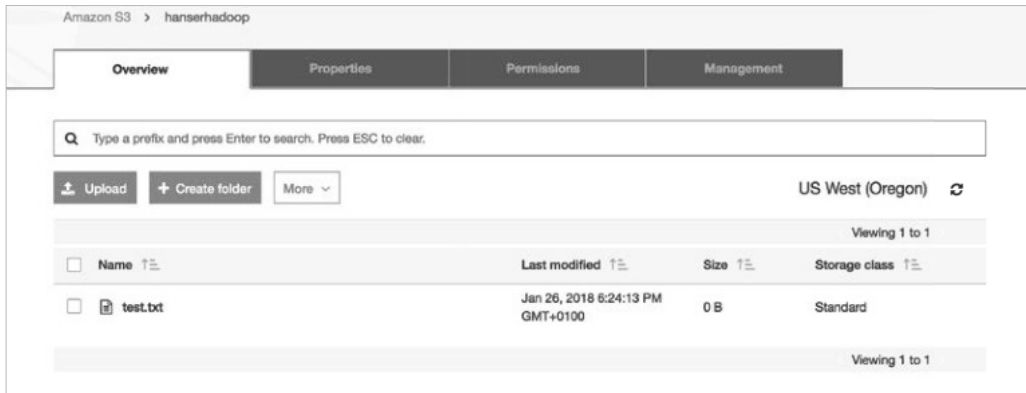 Amazon S3 > hanserhadoop
Overview Properties Permissions Management
Type a prefix and press Enter to search. Press ESC to clear.
Upload + Create folder More US West (Oregon)
Viewing 1 to 1
Name Last modified Size Storage class
test.txt Jan 26, 2018 6:24:13 PM 0 B Standard
GMT+0100
Viewing 1 to 1